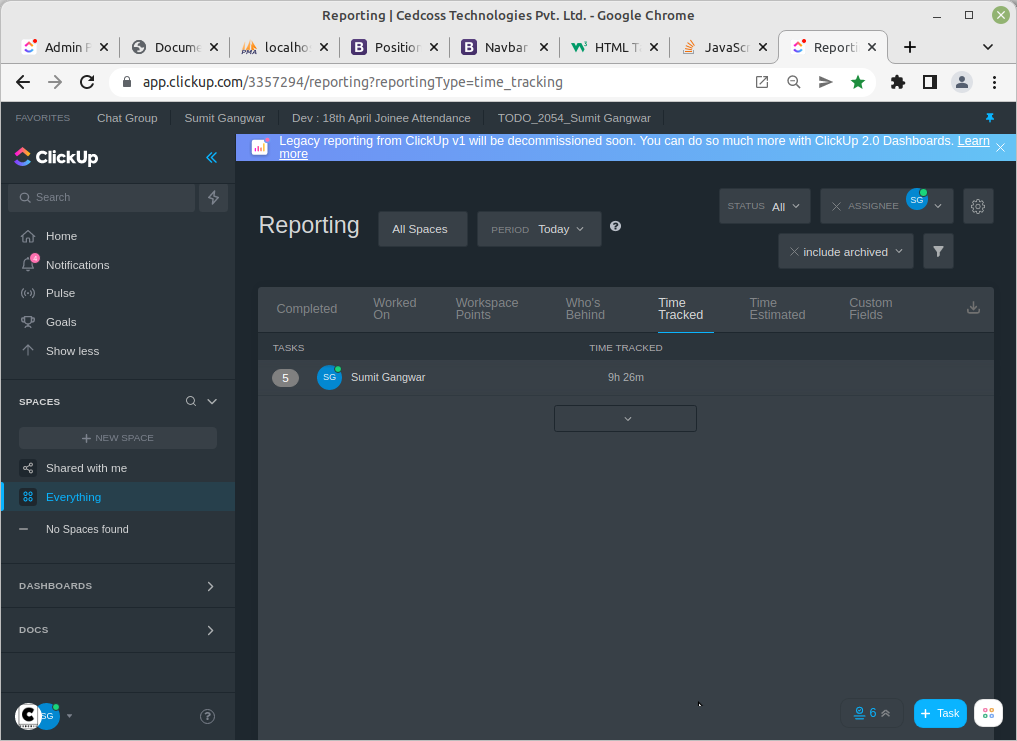 Reporting | Cedcoss Technologies Pvt. Ltd. - Google Chrome
Admin P
Docume
localho
Position
Navbar
HTML T
JavaScr
Reporti
app.clickup.com/3357294/reporting?reportingType=time_tracking
FAVORITES
Chat Group
Sumit Gangwar
Dev : 18th April Joinee Attendance
TODO_2054_Sumit Gangwar
ClickUp
Legacy reporting from ClickUp v1 will be decommissioned soon. You can do so much more with ClickUp 2.0 Dashboards. Learn
more
Search
Home
4
Notifications
Pulse
Goals
Show less
SPACES
+ NEW SPACE
Shared with me
Everything
No Spaces found
DASHBOARDS
DOCS
C
SG
?
Reporting
All Spaces
PERIOD Today
?
STATUS All
ASSIGNEE SG
include archived
Completed
Worked
On
Workspace
Points
Who's
Behind
Time
Tracked
Time
Estimated
Custom
Fields
TASKS
TIME TRACKED
5
SG
Sumit Gangwar
9h 26m
6
+ Task